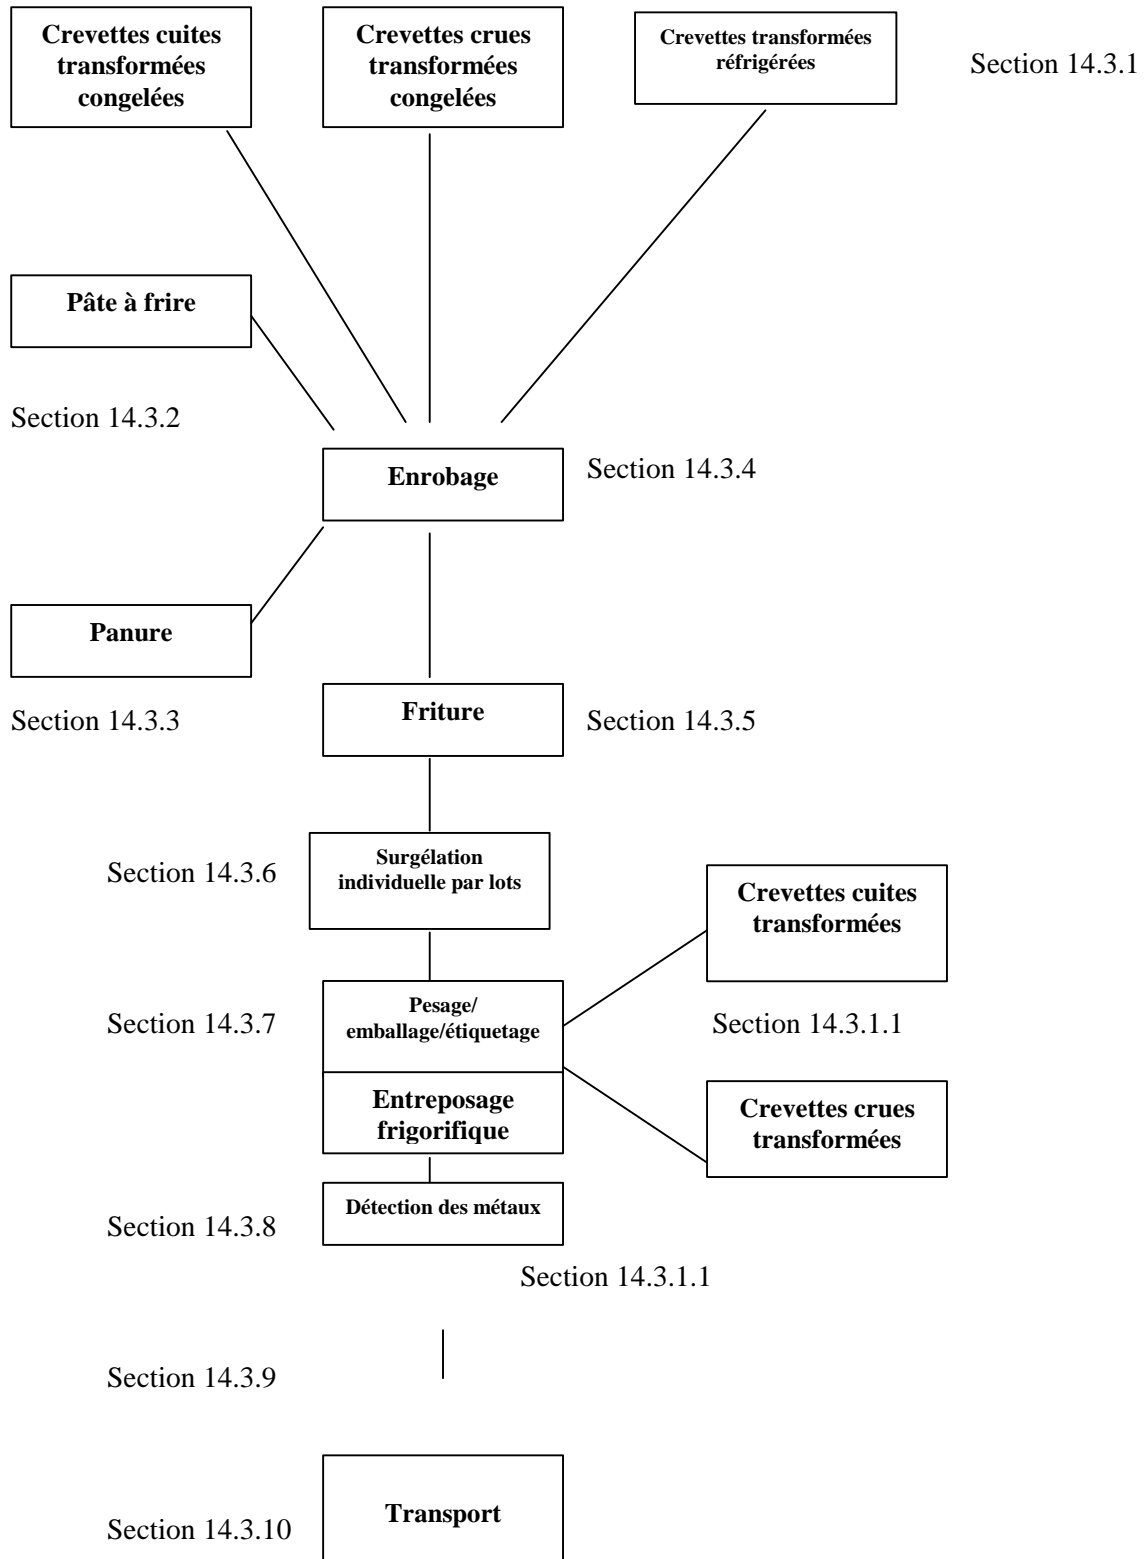 Crevettes cuites
transformées
congelées
Crevettes crues
transformées
congelées
Crevettes transformées
réfrigérées
Section 14.3.1
Pâte à frire
Section 14.3.2
Enrobage
Section 14.3.4
Panure
Section 14.3.3
Friture
Section 14.3.5
Section 14.3.6
Surgélation
individuelle par lots
Crevettes cuites
transformées
Section 14.3.7
Pesage/
emballage/étiquetage
Section 14.3.1.1
Entreposage
frigorifique
Crevettes crues
transformées
Section 14.3.8
Détection des métaux
Section 14.3.1.1
Section 14.3.9
Section 14.3.10
Transport